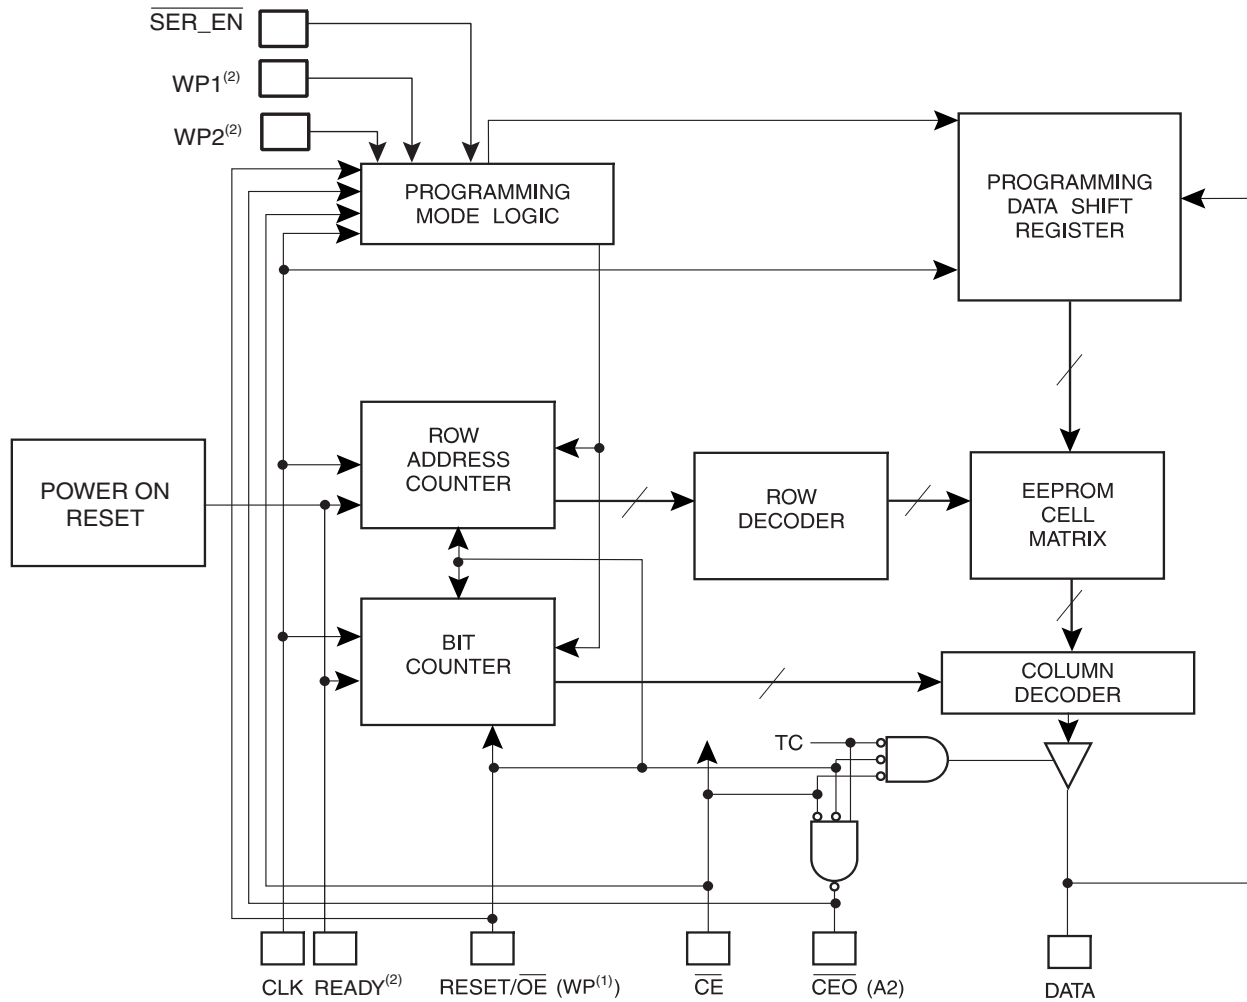 SER_EN
WP1(2)
WP2(2)
PROGRAMMING
MODE LOGIC
PROGRAMMING
DATA SHIFT
REGISTER
POWER ON
RESET
ROW
ADDRESS
COUNTER
ROW
DECODER
EEPROM
CELL
MATRIX
BIT
COUNTER
COLUMN
DECODER
TC
CLK
READY(2)
RESET/OE (WP(1))
CE
CEO (A2)
DATA